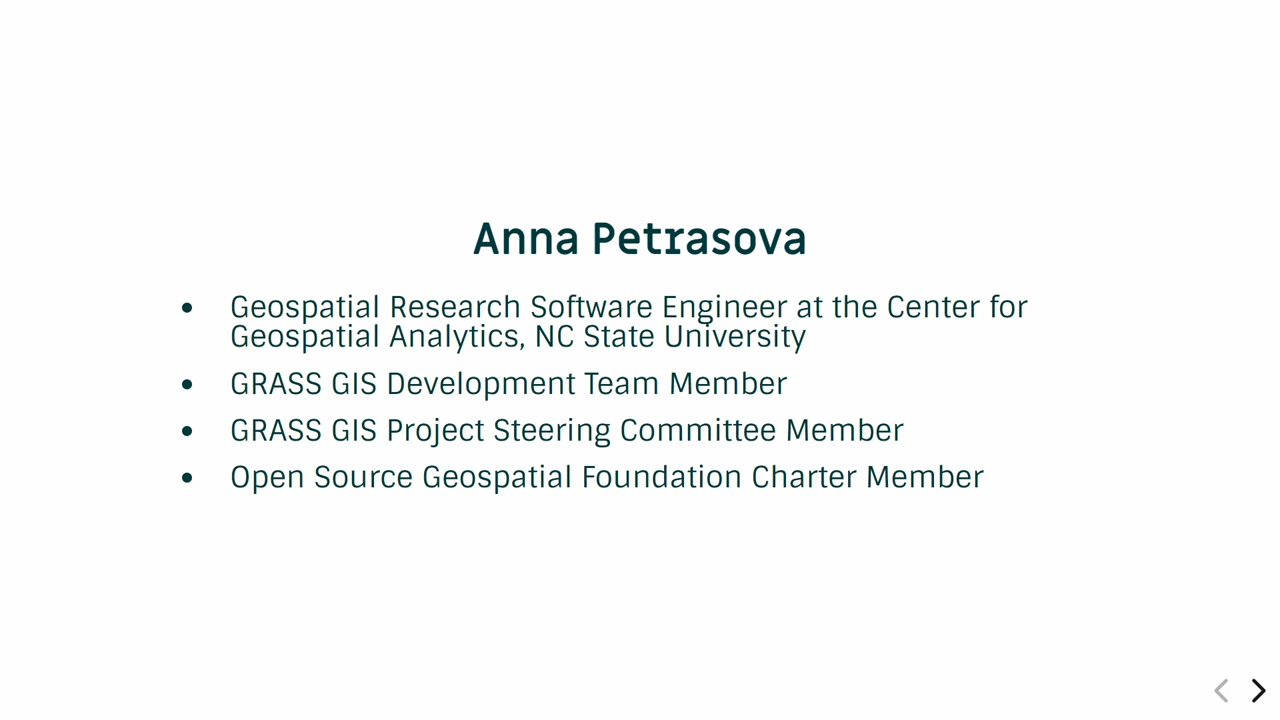 Anna Petrasova
• Geospatial Research Software Engineer at the Center for
Geospatial Analytics, NC State University
• GRASS GIS Development Team Member
• GRASS GIS Project Steering Committee Member
• Open Source Geospatial Foundation Charter Member